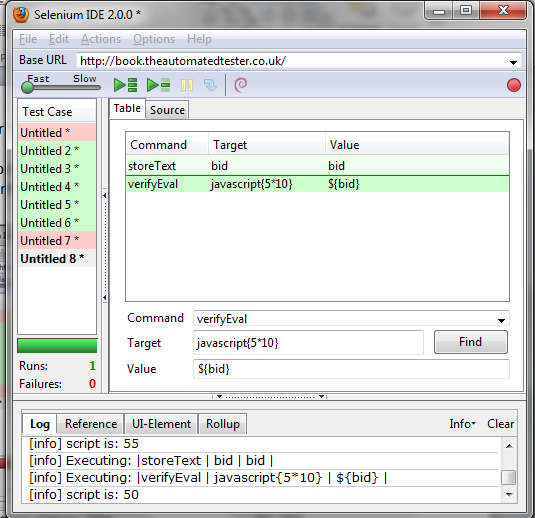 Selenium IDE 2.0.0 *
File Edit Actions Options Help
Base URL http://book.theautomatedtester.co.uk/
Fast Slow
Test Case
Untitled *
Untitled 2 *
Untitled 3 *
Untitled 4 *
Untitled 5 *
Untitled 6 *
Untitled 7 *
Untitled 8 *
Runs: 1
Failures: 0
Table Source
Command Target Value
storeText bid bid
verifyEval javascript{5*10} ${bid}
Command verifyEval
Target javascript{5*10} Find
Value ${bid}
Log Reference UI-Element Rollup Info Clear
[info] script is: 55
[info] Executing: |storeText | bid | bid |
[info] Executing: |verifyEval | javascript{5*10} | ${bid} |
[info] script is: 50